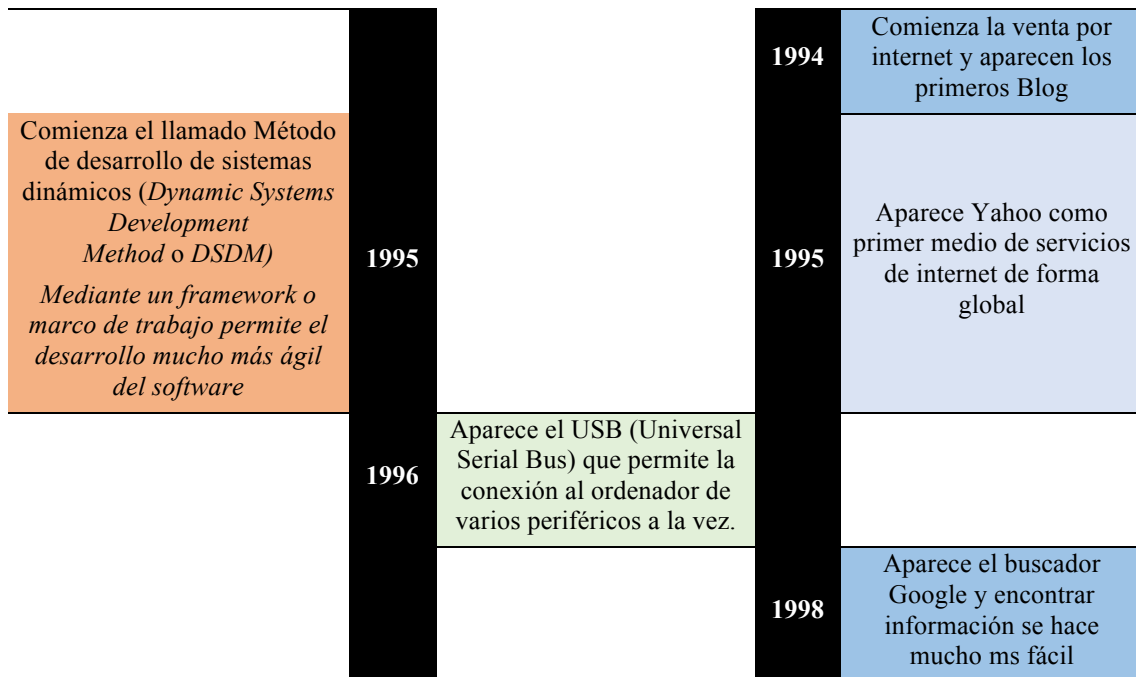 1994
Comienza la venta por
internet y aparecen los
primeros Blog
Comienza el llamado Método
de desarrollo de sistemas
dinámicos (Dynamic Systems
Development
Method o DSDM)
Mediante un framework o
marco de trabajo permite el
desarrollo mucho más ágil
del software
1995
1995
Aparece Yahoo como
primer medio de servicios
de internet de forma
global
1996
Aparece el USB (Universal
Serial Bus) que permite la
conexión al ordenador de
varios periféricos a la vez.
1998
Aparece el buscador
Google y encontrar
información se hace
mucho ms fácil